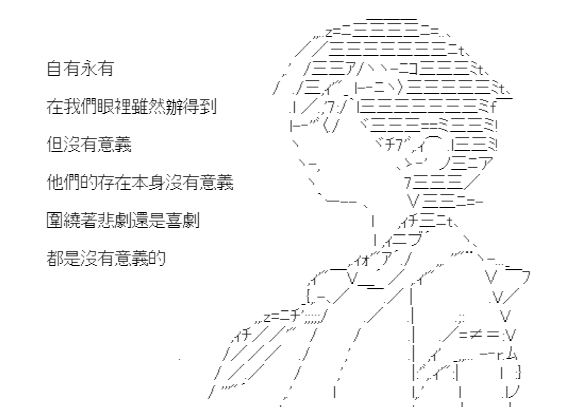 自有永有
在我們眼裡雖然辦得到
但沒有意義
他們的存在本身沒有意義
圍繞著悲劇還是喜劇
都是沒有意義的